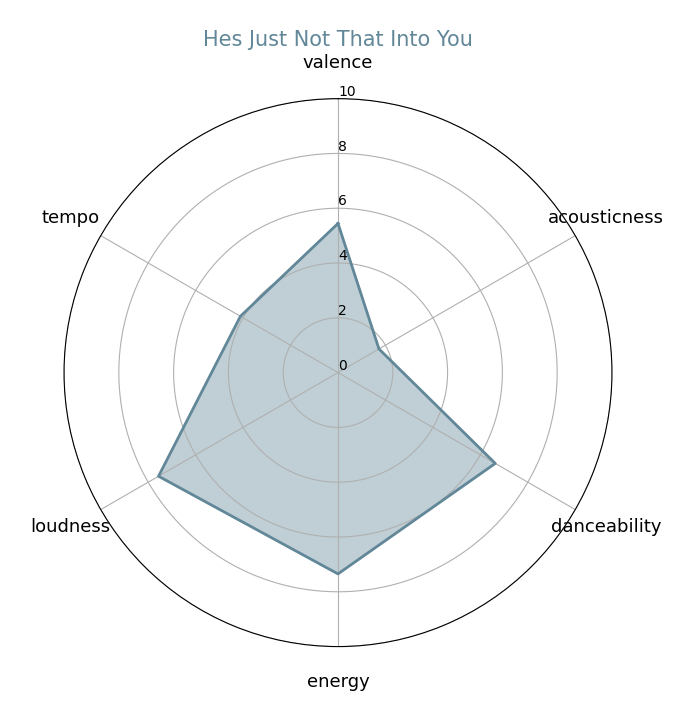 Hes Just Not That Into You
valence
10
8
6
4
2
0
tempo
acousticness
loudness
danceability
energy